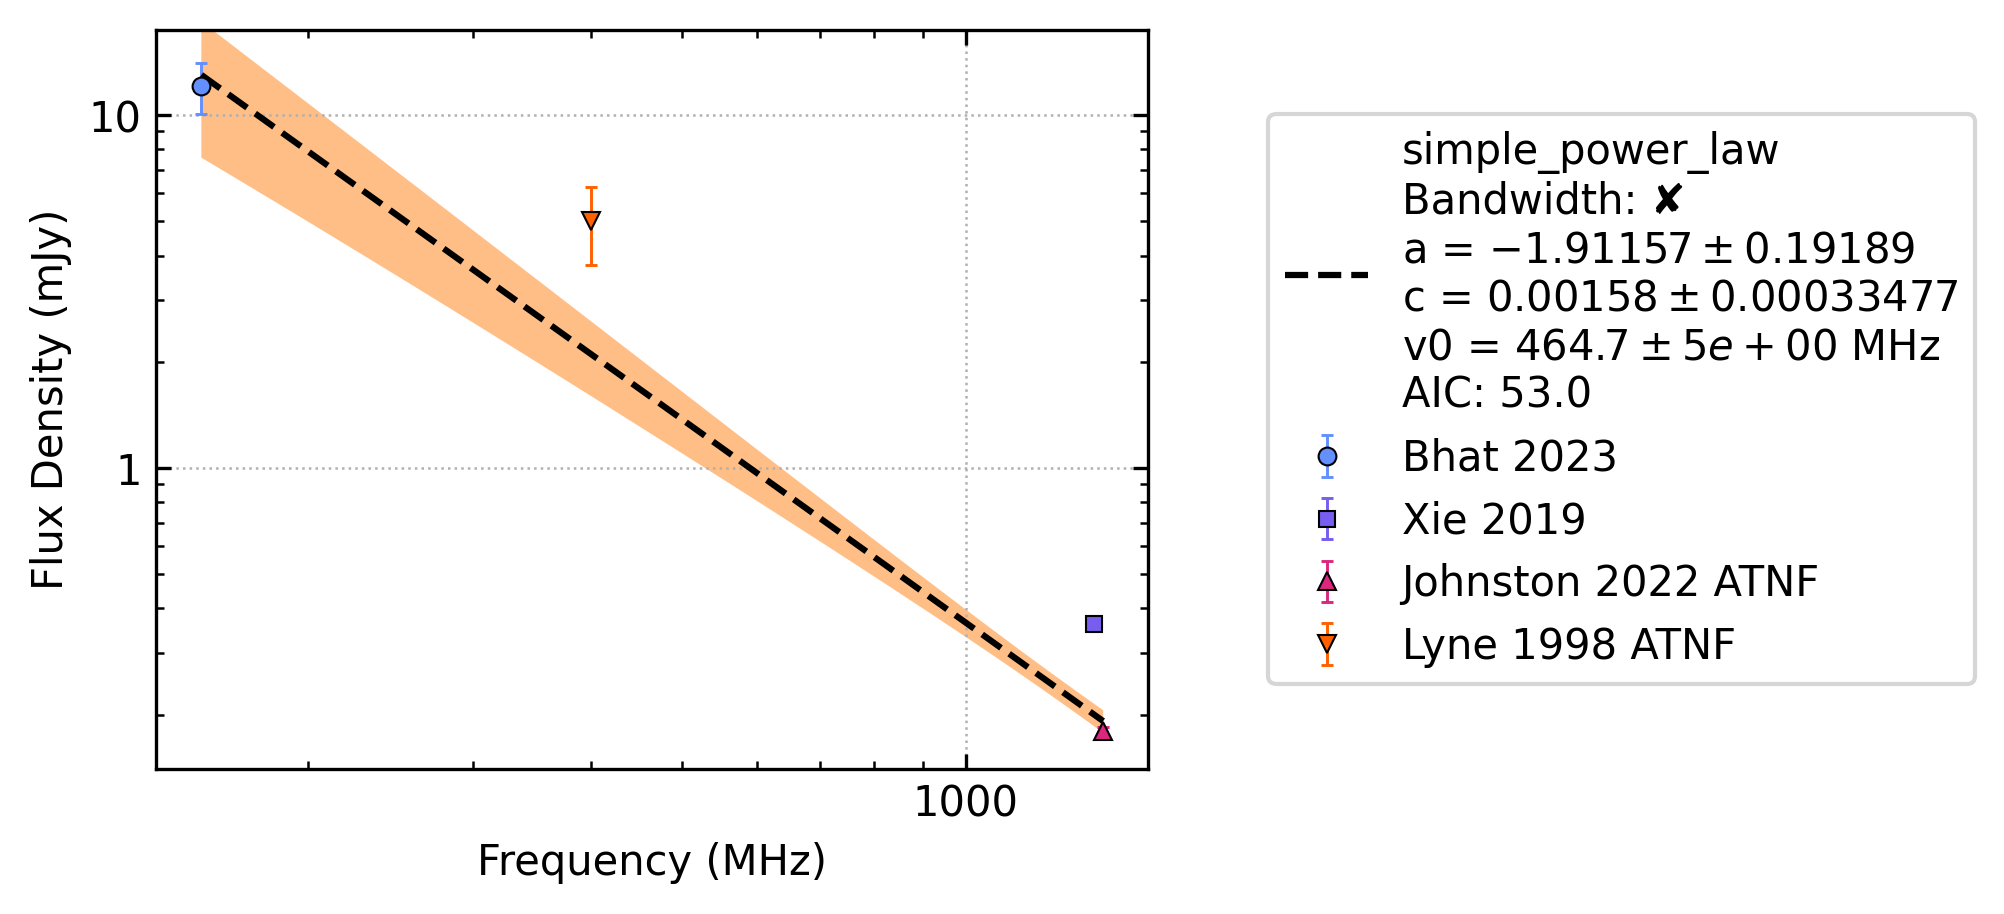 10
1
Flux Density (mJy)
1000
Frequency (MHz)
simple_power_law
Bandwidth: ✘
a = −1.91157 ± 0.19189
c = 0.00158 ± 0.00033477
v0 = 464.7 ± 5e + 00 MHz
AIC: 53.0
Bhat 2023
Xie 2019
Johnston 2022 ATNF
Lyne 1998 ATNF